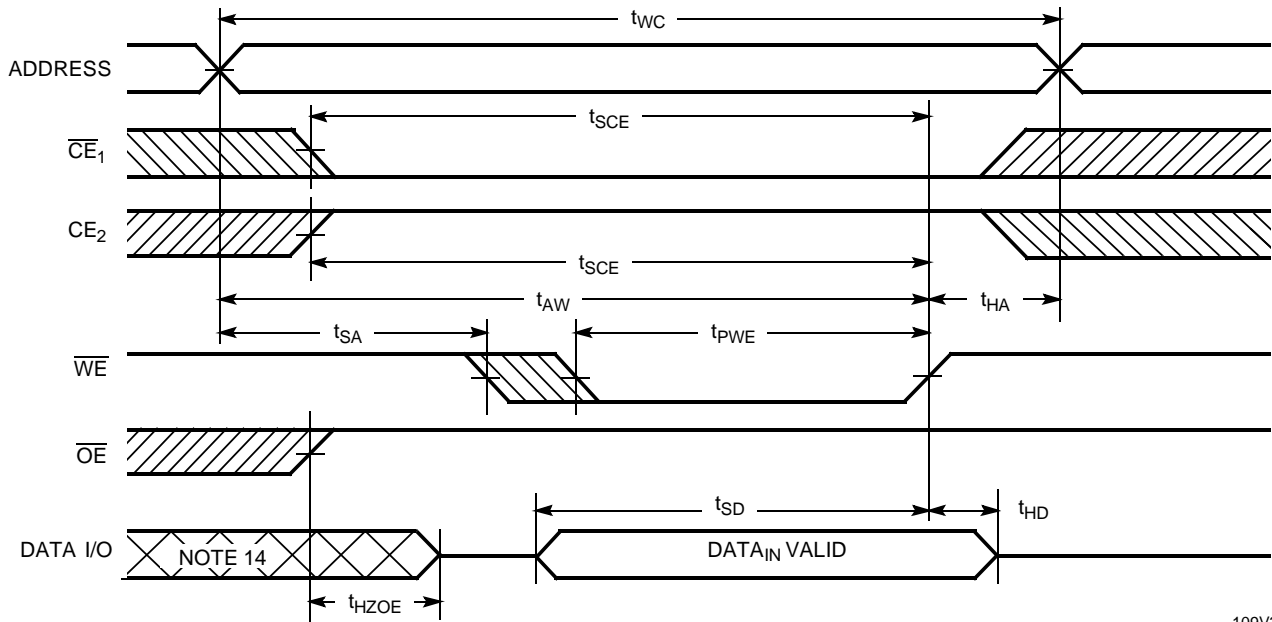 tWC
ADDRESS
tSCE
CE1
CE2
tSCE
tAW
tHA
tSA
tPWE
WE
OE
tSD
tHD
DATA I/O
NOTE 14
DATAIN VALID
tHZOE